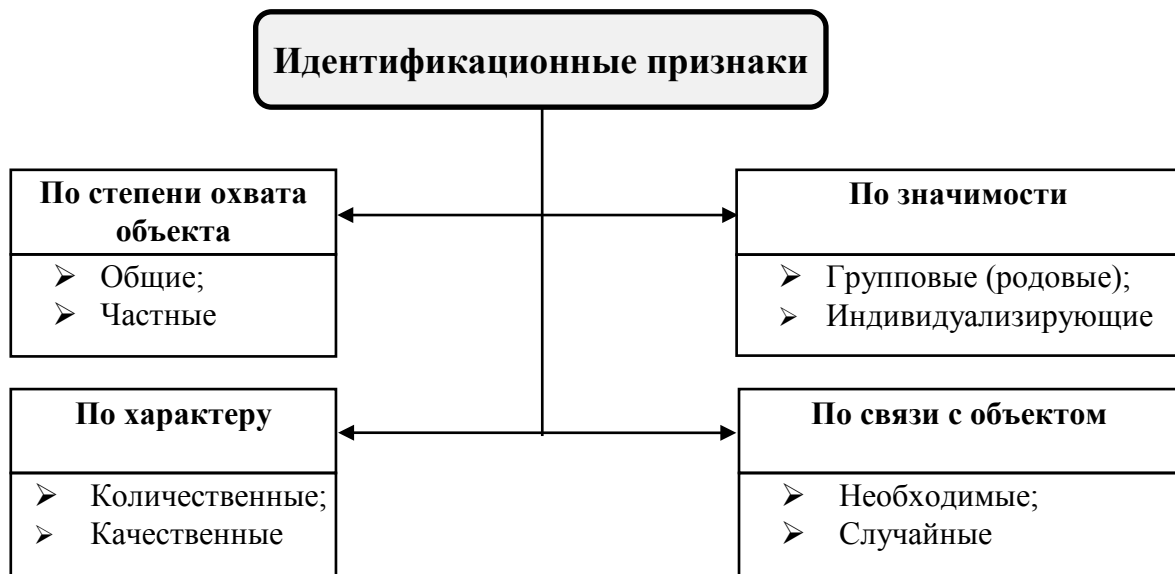 Идентификационные признаки
По степени охвата
объекта
➢ Общие;
➢ Частные
По значимости
➢ Групповые (родовые);
➢ Индивидуализирующие
По характеру
➢ Количественные;
➢ Качественные
По связи с объектом
➢ Необходимые;
➢ Случайные